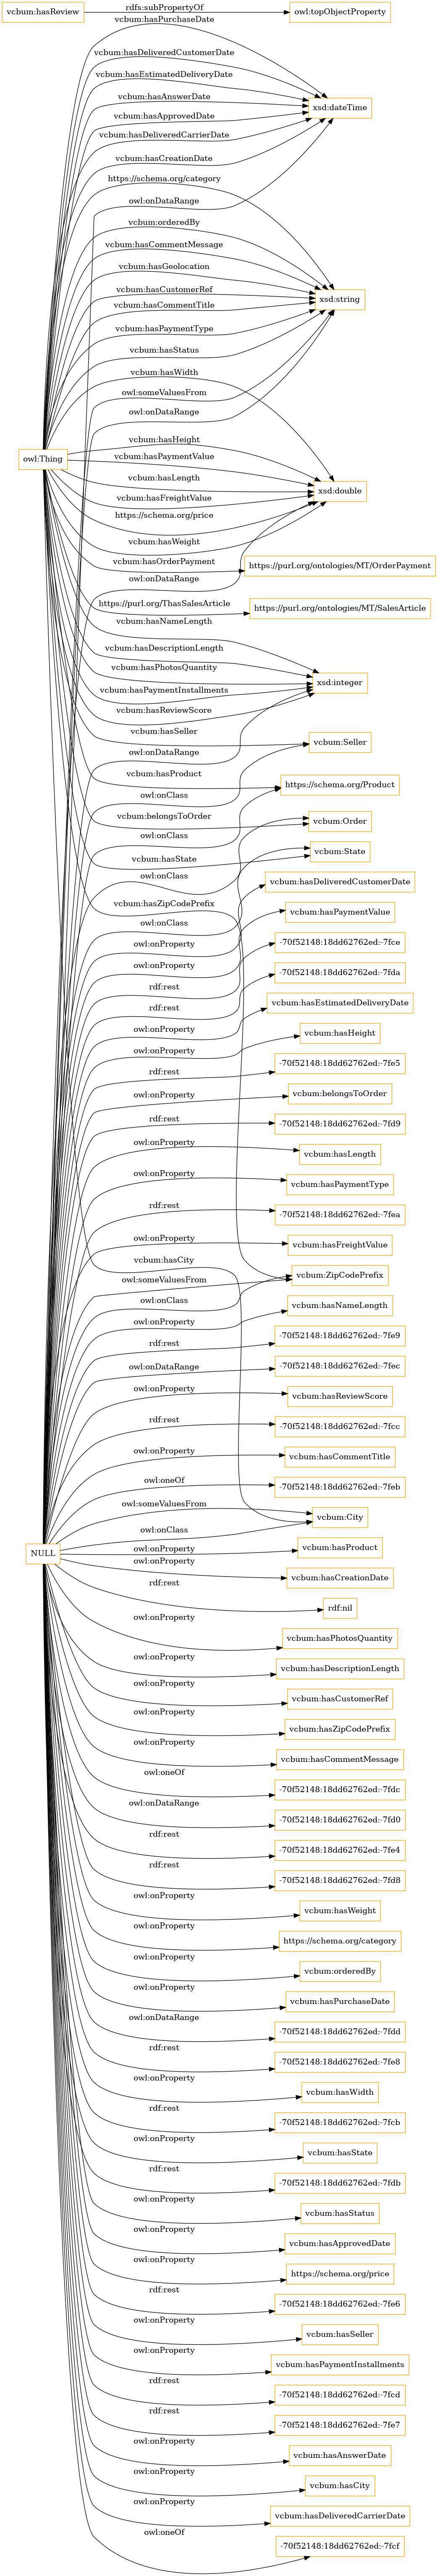 vcbum:hasReview
rdfs:subPropertyOf
owl:topObjectProperty
vcbum:hasPurchaseDate
vcbum:hasDeliveredCustomerDate
vcbum:hasEstimatedDeliveryDate
vcbum:hasAnswerDate
xsd:dateTime
vcbum:hasApprovedDate
vcbum:hasDeliveredCarrierDate
vcbum:hasCreationDate
https://schema.org/category
owl:onDataRange
vcbum:orderedBy
vcbum:hasCommentMessage
vcbum:hasGeolocation
vcbum:hasCustomerRef
xsd:string
vcbum:hasCommentTitle
vcbum:hasPaymentType
vcbum:hasStatus
vcbum:hasWidth
owl:someValuesFrom
owl:onDataRange
vcbum:hasHeight
owl:Thing
vcbum:hasPaymentValue
vcbum:hasLength
xsd:double
vcbum:hasFreightValue
https://schema.org/price
vcbum:hasWeight
vcbum:hasOrderPayment
https://purl.org/ontologies/MT/OrderPayment
owl:onDataRange
https://purl.org/ThasSalesArticle
https://purl.org/ontologies/MT/SalesArticle
vcbum:hasNameLength
vcbum:hasDescriptionLength
vcbum:hasPhotosQuantity
xsd:integer
vcbum:hasPaymentInstallments
vcbum:hasReviewScore
vcbum:hasSeller
vcbum:Seller
owl:onDataRange
vcbum:hasProduct
https://schema.org/Product
owl:onClass
vcbum:belongsToOrder
vcbum:Order
owl:onClass
vcbum:State
vcbum:hasState
owl:onClass
vcbum:hasDeliveredCustomerDate
vcbum:hasZipCodePrefix
vcbum:hasPaymentValue
owl:onClass
owl:onProperty
-70f52148:18dd62762ed:-7fce
owl:onProperty
-70f52148:18dd62762ed:-7fda
rdf:rest
vcbum:hasEstimatedDeliveryDate
rdf:rest
owl:onProperty
vcbum:hasHeight
owl:onProperty
-70f52148:18dd62762ed:-7fe5
rdf:rest
vcbum:belongsToOrder
owl:onProperty
-70f52148:18dd62762ed:-7fd9
rdf:rest
owl:onProperty
vcbum:hasLength
owl:onProperty
vcbum:hasPaymentType
rdf:rest
-70f52148:18dd62762ed:-7fea
owl:onProperty
vcbum:hasFreightValue
vcbum:hasCity
vcbum:ZipCodePrefix
owl:someValuesFrom
owl:onClass
vcbum:hasNameLength
owl:onProperty
-70f52148:18dd62762ed:-7fe9
rdf:rest
-70f52148:18dd62762ed:-7fec
owl:onDataRange
owl:onProperty
vcbum:hasReviewScore
rdf:rest
-70f52148:18dd62762ed:-7fcc
owl:onProperty
vcbum:hasCommentTitle
owl:oneOf
-70f52148:18dd62762ed:-7feb
owl:someValuesFrom
vcbum:City
owl:onClass
NULL
owl:onProperty
vcbum:hasProduct
owl:onProperty
vcbum:hasCreationDate
rdf:rest
rdf:nil
owl:onProperty
vcbum:hasPhotosQuantity
owl:onProperty
vcbum:hasDescriptionLength
owl:onProperty
vcbum:hasCustomerRef
owl:onProperty
vcbum:hasZipCodePrefix
owl:onProperty
vcbum:hasCommentMessage
owl:oneOf
-70f52148:18dd62762ed:-7fdc
owl:onDataRange
-70f52148:18dd62762ed:-7fd0
rdf:rest
-70f52148:18dd62762ed:-7fe4
rdf:rest
-70f52148:18dd62762ed:-7fd8
owl:onProperty
vcbum:hasWeight
owl:onProperty
https://schema.org/category
owl:onProperty
vcbum:orderedBy
owl:onProperty
vcbum:hasPurchaseDate
owl:onDataRange
-70f52148:18dd62762ed:-7fdd
rdf:rest
-70f52148:18dd62762ed:-7fe8
owl:onProperty
vcbum:hasWidth
rdf:rest
-70f52148:18dd62762ed:-7fcb
owl:onProperty
vcbum:hasState
rdf:rest
-70f52148:18dd62762ed:-7fdb
owl:onProperty
vcbum:hasStatus
owl:onProperty
vcbum:hasApprovedDate
owl:onProperty
https://schema.org/price
rdf:rest
-70f52148:18dd62762ed:-7fe6
owl:onProperty
vcbum:hasSeller
owl:onProperty
vcbum:hasPaymentInstallments
rdf:rest
-70f52148:18dd62762ed:-7fcd
rdf:rest
-70f52148:18dd62762ed:-7fe7
owl:onProperty
vcbum:hasAnswerDate
owl:onProperty
vcbum:hasCity
owl:onProperty
vcbum:hasDeliveredCarrierDate
owl:oneOf
-70f52148:18dd62762ed:-7fcf